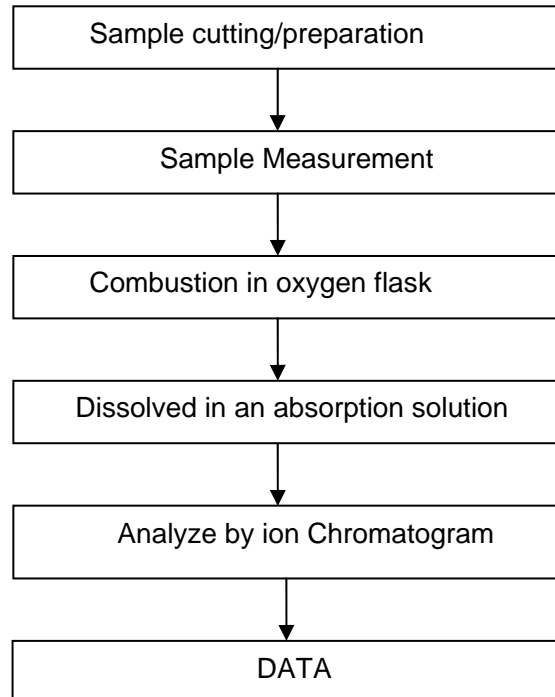 Sample cutting/preparation
Sample Measurement
Combustion in oxygen flask
Dissolved in an absorption solution
Analyze by ion Chromatogram
DATA